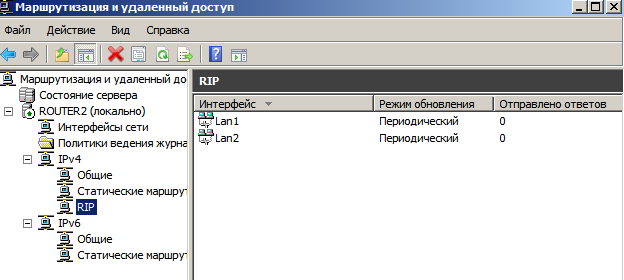 Маршрутизация и удаленный доступ
Файл Действие Вид Справка
Маршрутизация и удаленный до
Состояние сервера
ROUTER2 (локально)
Интерфейсы сети
Политики ведения журна
IPv4
Общие
Статические маршрут
RIP
IPv6
Общие
Статические маршрут
RIP
Интерфейс Режим обновления Отправлено ответов
Lan1 Периодический 0
Lan2 Периодический 0